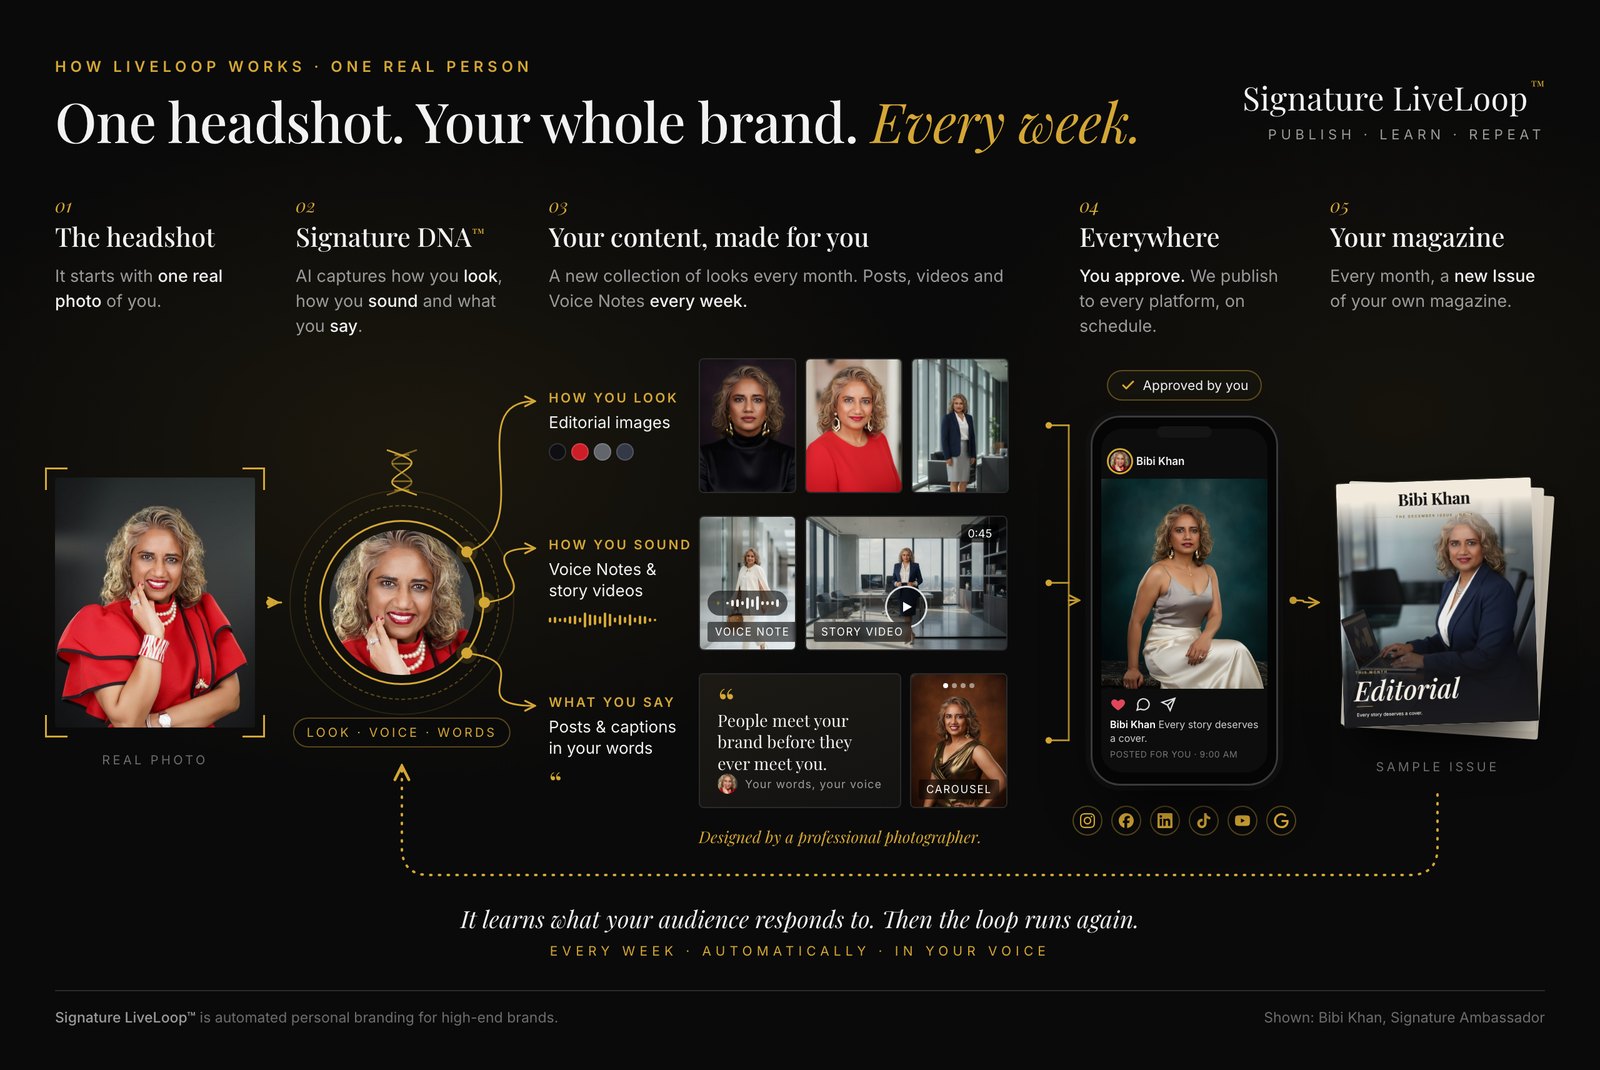 HOW LIVELOOP WORKS · ONE REAL PERSON
One headshot. Your whole brand. Every week.
Signature LiveLoop™
PUBLISH · LEARN · REPEAT
01
The headshot
It starts with one real
photo of you.
02
Signature DNA™
AI captures how you look,
how you sound and what
you say.
03
Your content, made for you
A new collection of looks every month. Posts, videos and
Voice Notes every week.
04
Everywhere
You approve. We publish
to every platform, on
schedule.
05
Your magazine
Every month, a new Issue
of your own magazine.
REAL PHOTO
LOOK · VOICE · WORDS
HOW YOU LOOK
Editorial images
HOW YOU SOUND
Voice Notes &
story videos
WHAT YOU SAY
Posts & captions
in your words
“
VOICE NOTE
0:45
STORY VIDEO
“
People meet your
brand before they
ever meet you.
Your words, your voice
CAROUSEL
Designed by a professional photographer.
Approved by you
Bibi Khan
Bibi Khan Every story deserves
a cover.
POSTED FOR YOU · 9:00 AM
Bibi Khan
THE DECEMBER ISSUE
THIS MONTH
Editorial
Every story deserves a cover.
SAMPLE ISSUE
It learns what your audience responds to. Then the loop runs again.
EVERY WEEK · AUTOMATICALLY · IN YOUR VOICE
Signature LiveLoop™ is automated personal branding for high-end brands.
Shown: Bibi Khan, Signature Ambassador